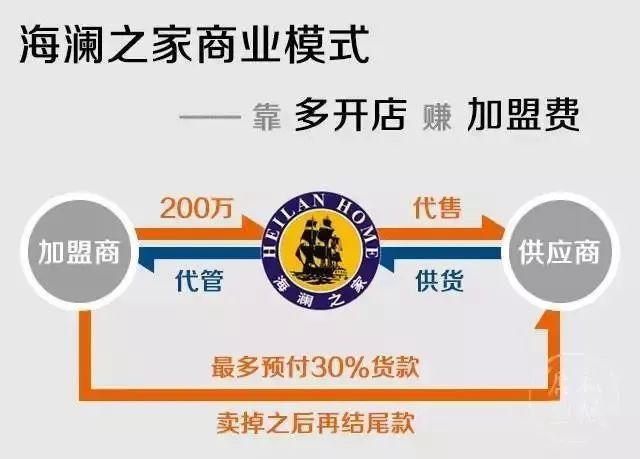 海澜之家商业模式
—— 靠 多开店 赚 加盟费
200万
代售
HEILAN HOME
海澜之家
加盟商
供应商
代管
供货
最多预付30%货款
卖掉之后再结尾款